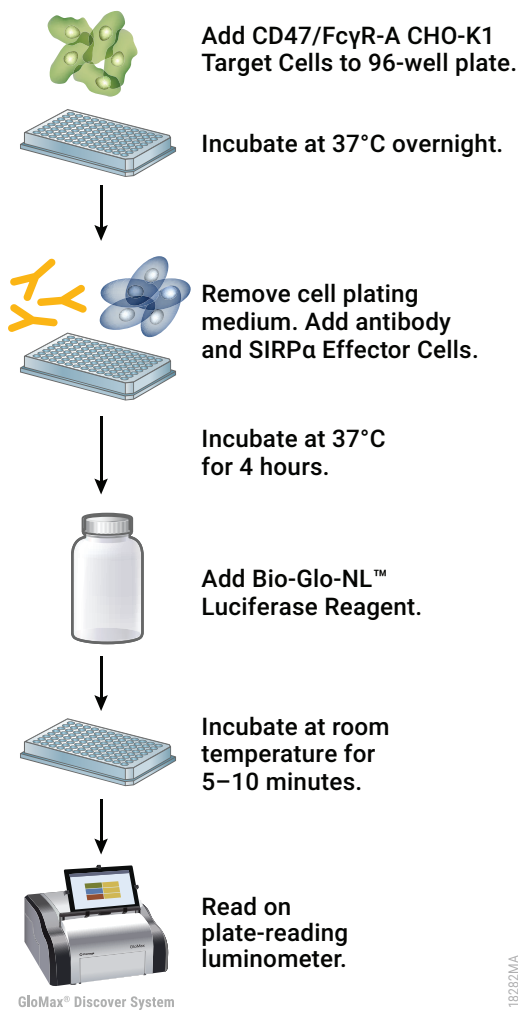 Add CD47/FcγR-A CHO-K1
Target Cells to 96-well plate.
Incubate at 37°C overnight.
Remove cell plating
medium. Add antibody
and SIRPα Effector Cells.
Incubate at 37°C
for 4 hours.
Add Bio-Glo-NL™
Luciferase Reagent.
Incubate at room
temperature for
5–10 minutes.
Read on
plate-reading
luminometer.
GloMax
GloMax® Discover System
18282MA